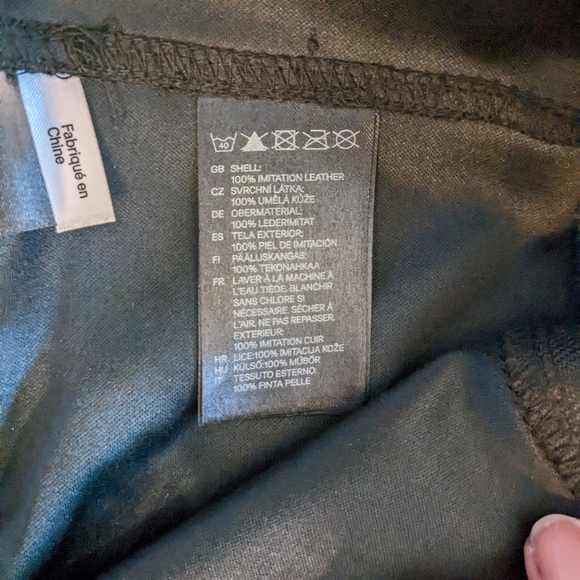 Fabriqué en
Chine
40
GB SHELL:
100% IMITATION LEATHER
CZ SVRCHNÍ LÁTKA:
100% UMĚLÁ KŮŽE
DE OBERMATERIAL:
100% LEDERIMITAT
ES TELA EXTERIOR:
100% PIEL DE IMITACIÓN
FI PÄÄLLISKANGAS:
100% TEKONAHKAA
FR LAVER À LA MACHINE À
L'EAU TIÈDE. BLANCHIR
SANS CHLORE SI
NÉCESSAIRE. SÉCHER À
L'AIR. NE PAS REPASSER.
EXTERIEUR:
100% IMITATION CUIR
HR LICE:100% IMITACIJA KOŽE
HU KÜLSŐ:100% MŰBŐR
IT TESSUTO ESTERNO:
100% FINTA PELLE